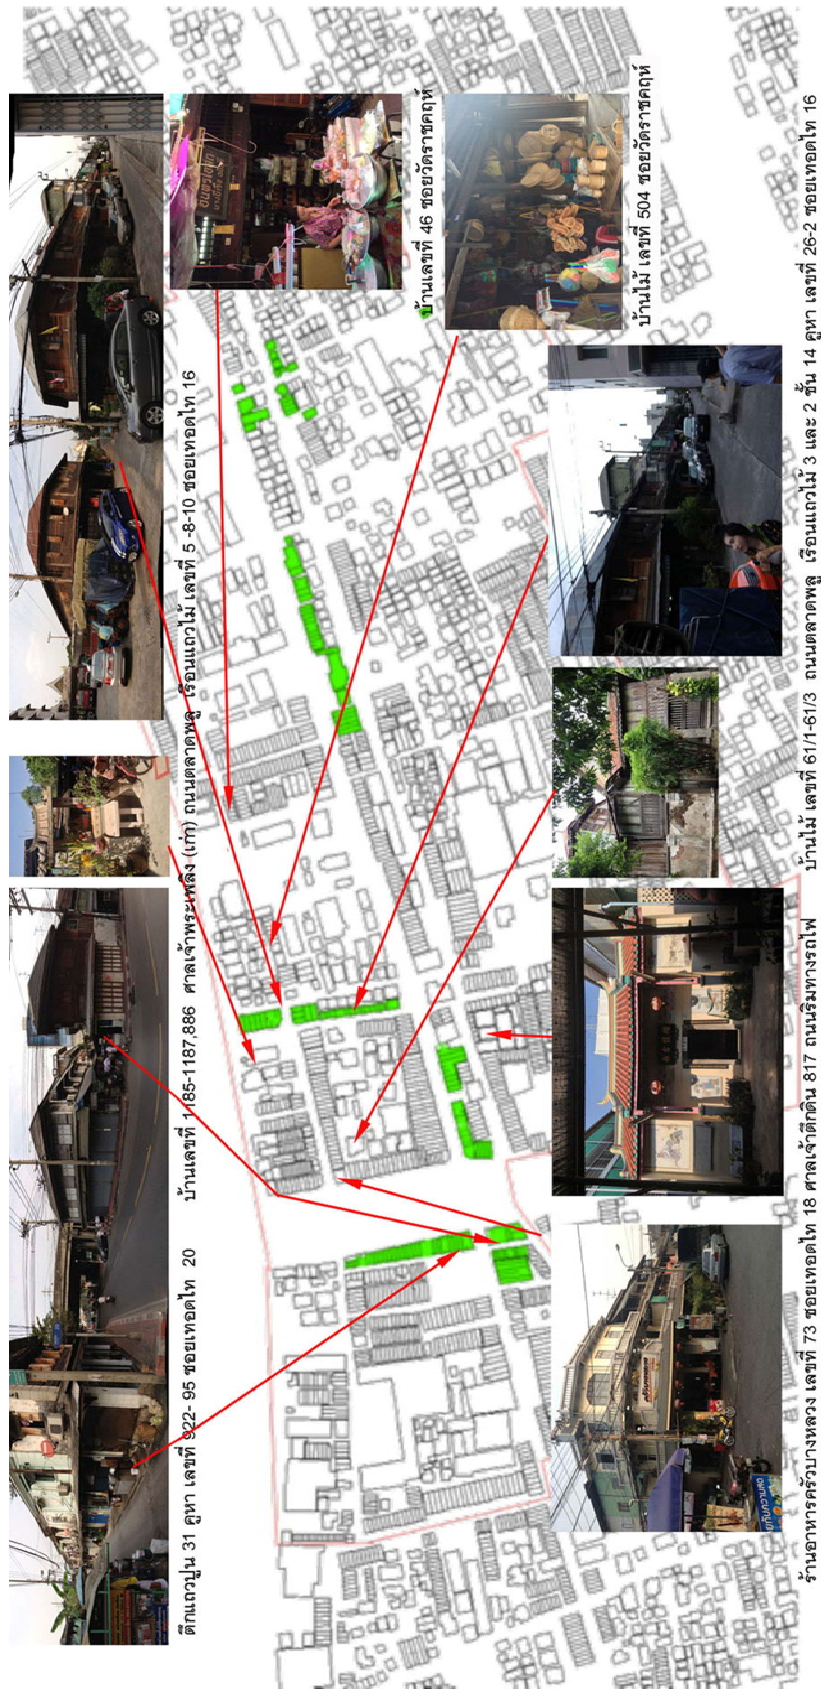 บ้านเลขที่ 46 ซอยวัดราชคฤห์
บ้านไม้ เลขที่ 504 ซอยวัดราชคฤห์
ตึกแถวปูน 31 คูหา เลขที่ 922- 95 ซอยเทอดไท 20
บ้านเลขที่ 1185-1187,886 ศาลเจ้าพระเพลิง (เก่า) ถนนตลาดพลู เรือนแถวไม้ เลขที่ 5 -8-10 ซอยเทอดไท 16
ร้านอาหารครัวบางหลวง เลขที่ 73 ซอยเทอดไท 18 ศาลเจ้าตึกดิน 817 ถนนริมทางรถไฟ
บ้านไม้ เลขที่ 61/1-61/3 ถนนตลาดพลู เรือนแถวไม้ 3 และ 2 ชั้น 14 คูหา เลขที่ 26-2 ซอยเทอดไท 16